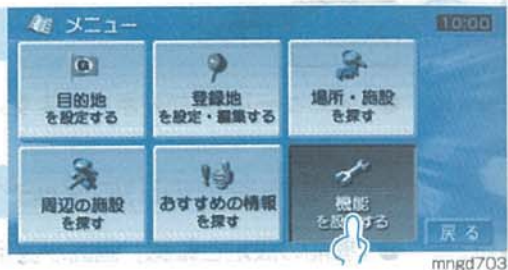 メニュー
10:00
目的地
を設定する
登録地
を設定・編集する
場所・施設
を探す
周辺の施設
を探す
おすすめの情報
を探す
機能
を設定する
戻る
mngd703